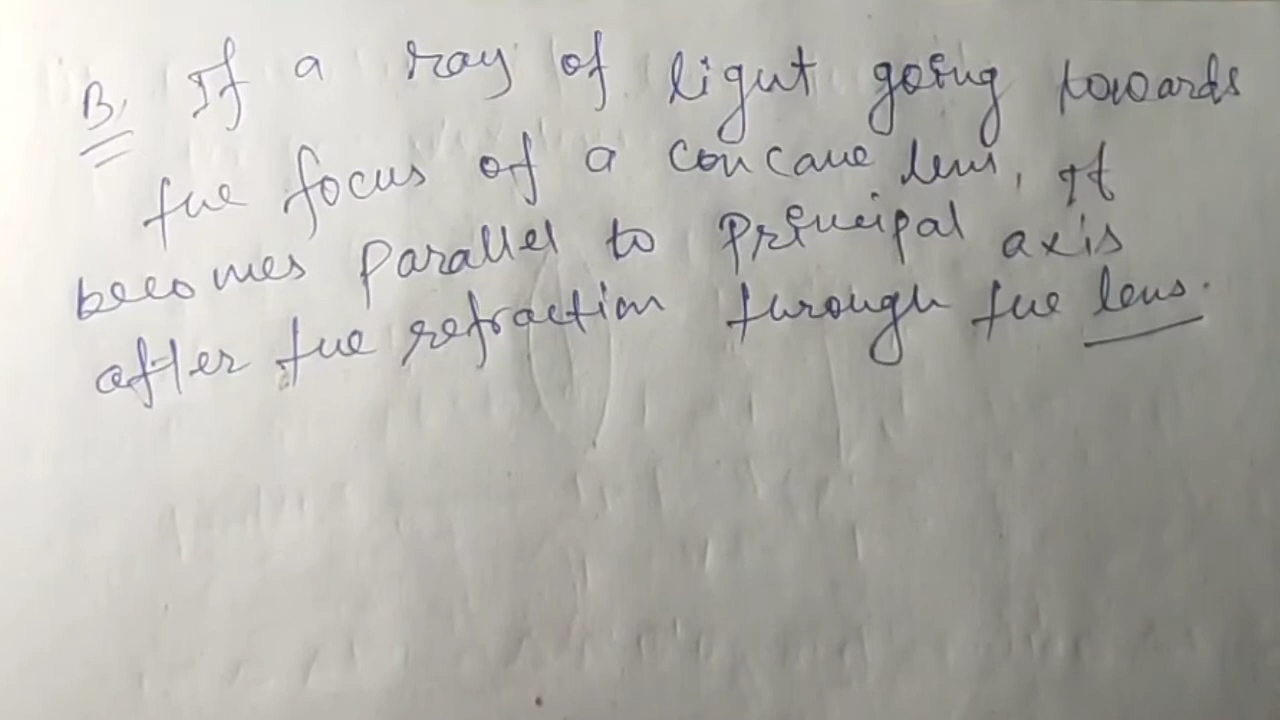 B, If a ray of light going towards
the focus of a concave lens, It
becomes parallel to principal axis
after the refraction through the lens.